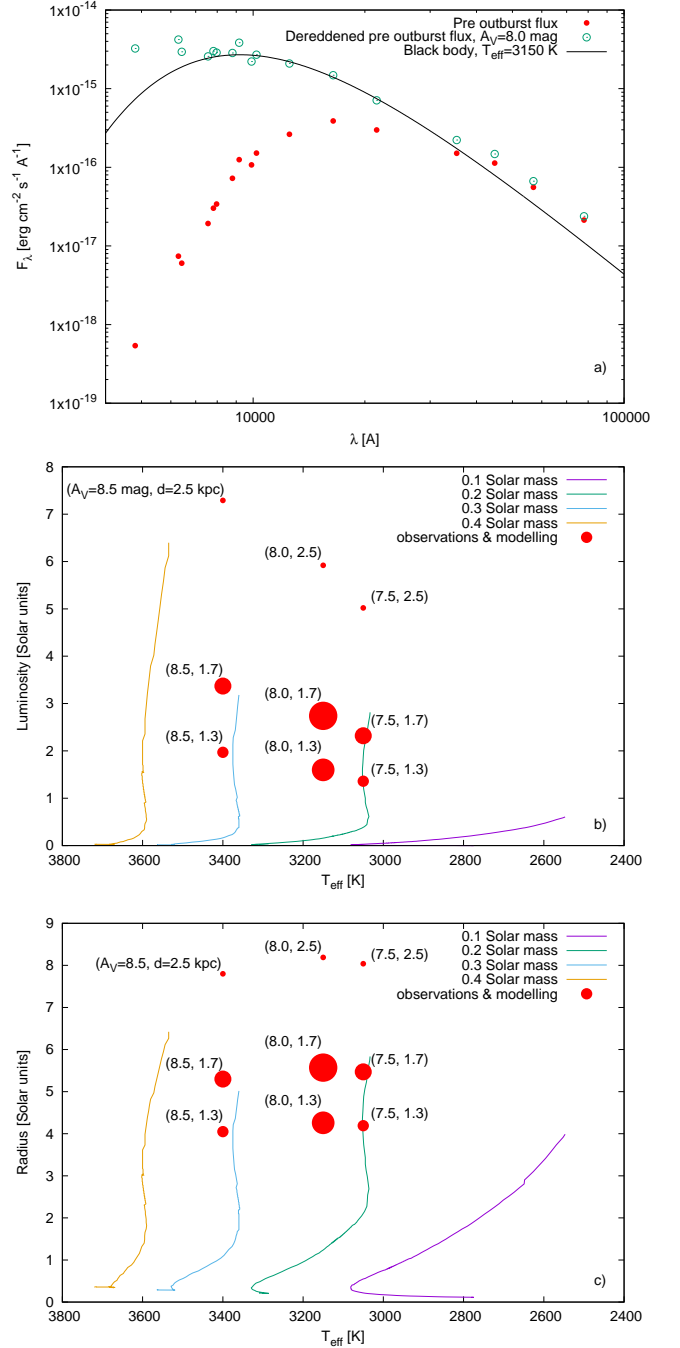 1x10^-14
1x10^-15
1x10^-16
1x10^-17
1x10^-18
1x10^-19
F_λ [erg cm^-2 s^-1 A^-1]
Pre outburst flux
Dereddened pre outburst flux, A_V=8.0 mag
Black body, T_eff=3150 K
a)
10000
100000
λ [A]
8
7
6
5
4
3
2
1
0
Luminosity [Solar units]
(A_V=8.5 mag, d=2.5 kpc)
0.1 Solar mass
0.2 Solar mass
0.3 Solar mass
0.4 Solar mass
observations & modelling
(8.0, 2.5)
(7.5, 2.5)
(8.5, 1.7)
(8.0, 1.7)
(7.5, 1.7)
(8.5, 1.3)
(8.0, 1.3)
(7.5, 1.3)
b)
3800 3600 3400 3200 3000 2800 2600 2400
T_eff [K]
9
8
7
6
5
4
3
2
1
0
Radius [Solar units]
(A_V=8.5, d=2.5 kpc)
(8.0, 2.5)
(7.5, 2.5)
0.1 Solar mass
0.2 Solar mass
0.3 Solar mass
0.4 Solar mass
observations & modelling
(8.5, 1.7)
(8.0, 1.7)
(7.5, 1.7)
(8.5, 1.3)
(8.0, 1.3)
(7.5, 1.3)
c)
3800 3600 3400 3200 3000 2800 2600 2400
T_eff [K]